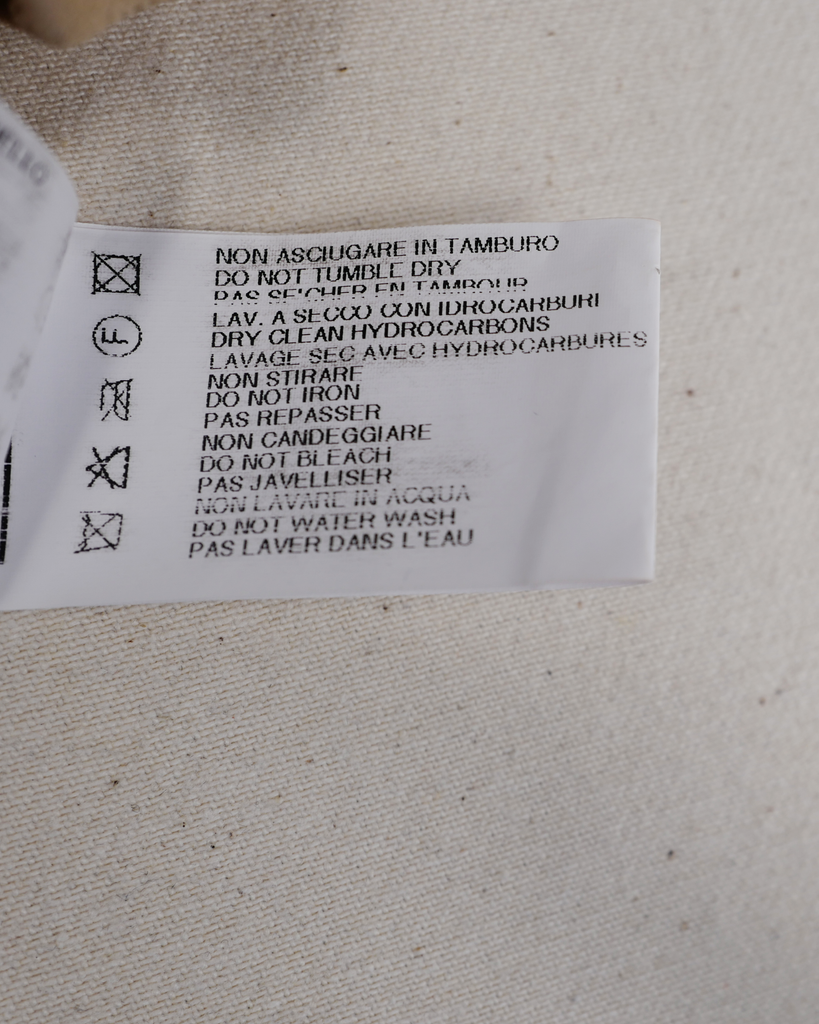 NON ASCIUGARE IN TAMBURO
DO NOT TUMBLE DRY
PAS SE'CHER EN TAMBOUR
F
LAV. A SECCO CON IDROCARBURI
DRY CLEAN HYDROCARBONS
LAVAGE SEC AVEC HYDROCARBURES
NON STIRARE
DO NOT IRON
PAS REPASSER
NON CANDEGGIARE
DO NOT BLEACH
PAS JAVELLISER
NON LAVARE IN ACQUA
DO NOT WATER WASH
PAS LAVER DANS L'EAU